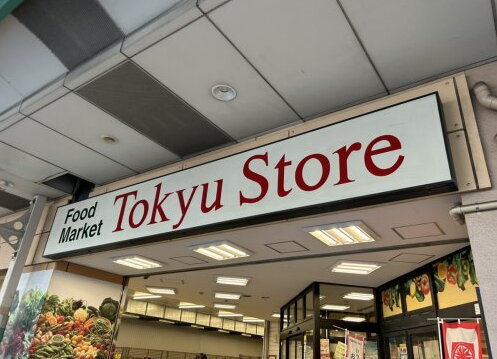 Food
Market
Tokyu Store